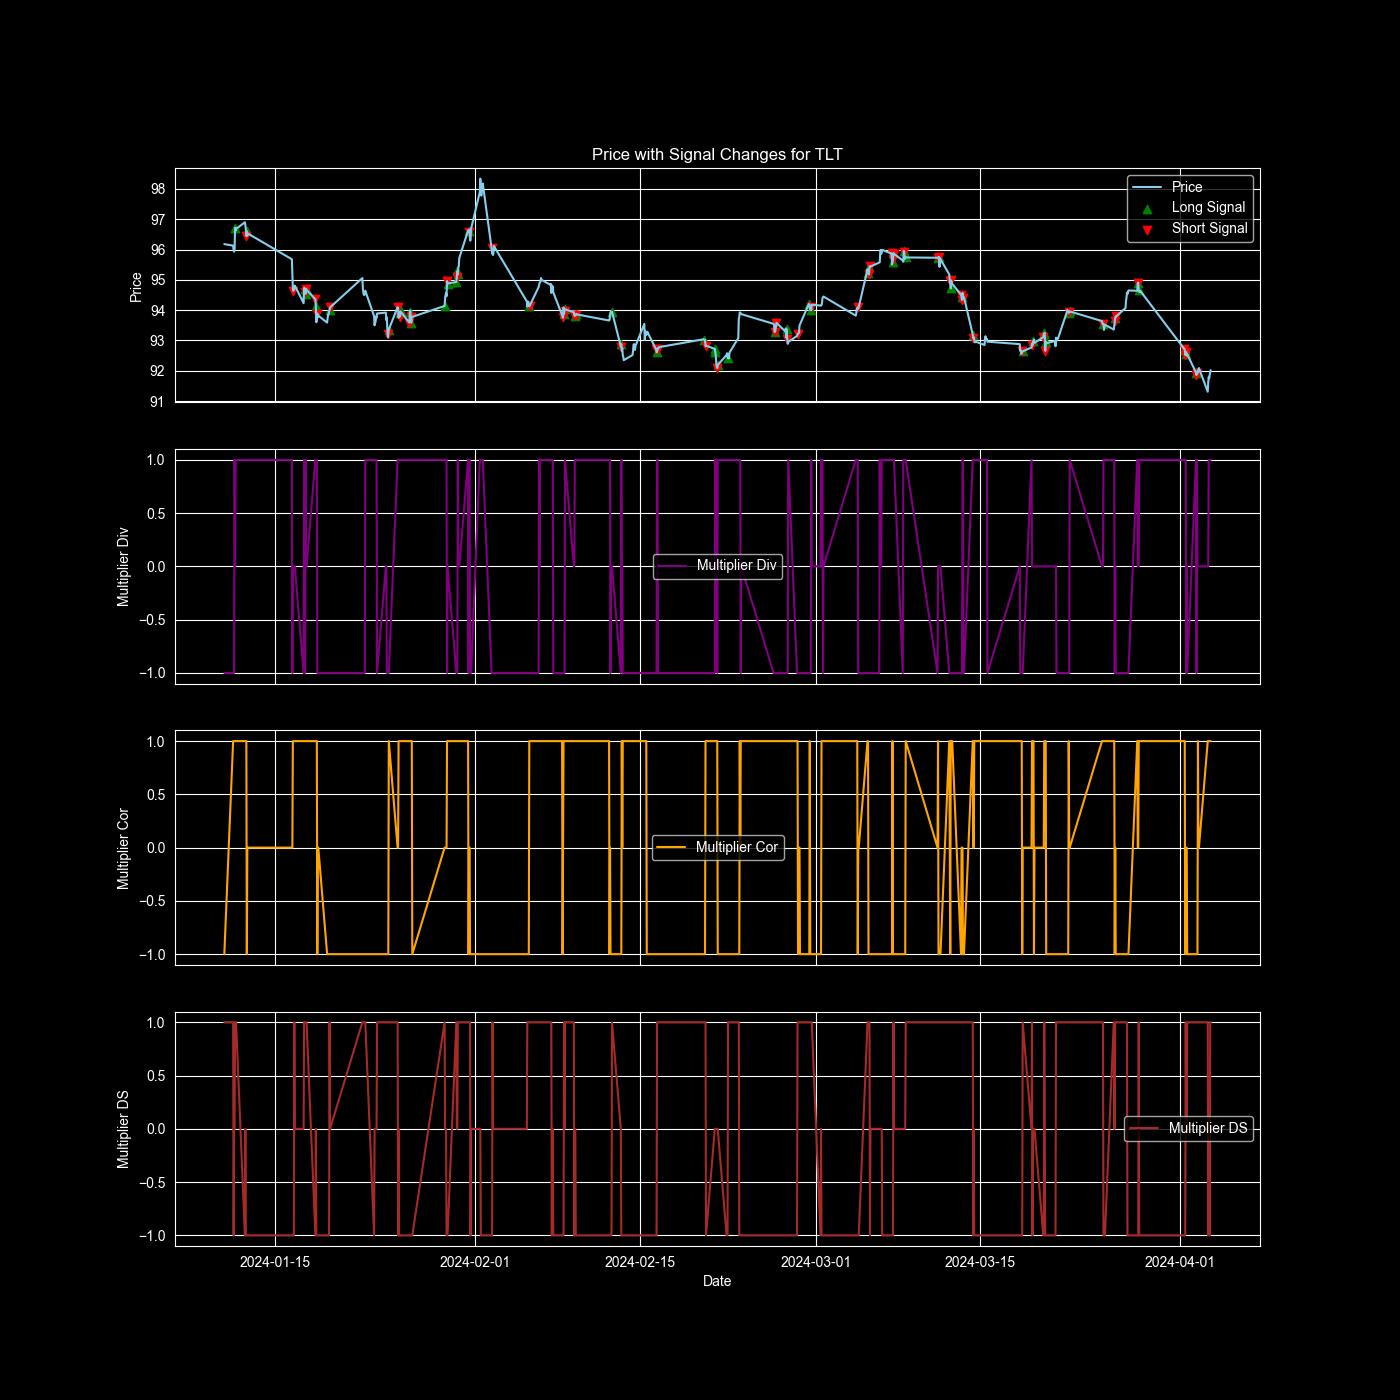 Price with Signal Changes for TLT
98
97
96
95
94
93
92
91
Price
Price
Long Signal
Short Signal
1.0
0.5
0.0
−0.5
−1.0
Multiplier Div
Multiplier Div
1.0
0.5
0.0
−0.5
−1.0
Multiplier Cor
Multiplier Cor
1.0
0.5
0.0
−0.5
−1.0
Multiplier DS
Multiplier DS
2024-01-15
2024-02-01
2024-02-15
2024-03-01
2024-03-15
2024-04-01
Date